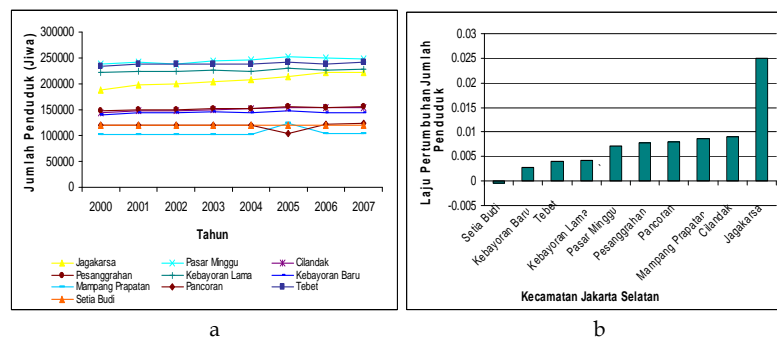 Jumlah Penduduk (Jiwa)
300000
250000
200000
150000
100000
50000
0
2000 2001 2002 2003 2004 2005 2006 2007
Tahun
Jagakarsa Pasar Minggu Cilandak
Pesanggrahan Kebayoran Lama Kebayoran Baru
Mampang Prapatan Pancoran Tebet
Setia Budi
a
Laju Pertumbuhan Jumlah
Penduduk
0.03
0.025
0.02
0.015
0.01
0.005
0
-0.005
Setia Budi
Kebayoran Baru
Tebet
Kebayoran Lama
Pasar Minggu
Pesanggrahan
Pancoran
Mampang Prapatan
Cilandak
Jagakarsa
Kecamatan Jakarta Selatan
b